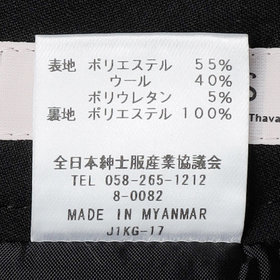 表地 ポリエステル 55%
ウール 40%
ポリウレタン 5%
裏地 ポリエステル 100%
全日本紳士服産業協議会
TEL 058-265-1212
8-0082
MADE IN MYANMAR
J1KG-17
S
Thava